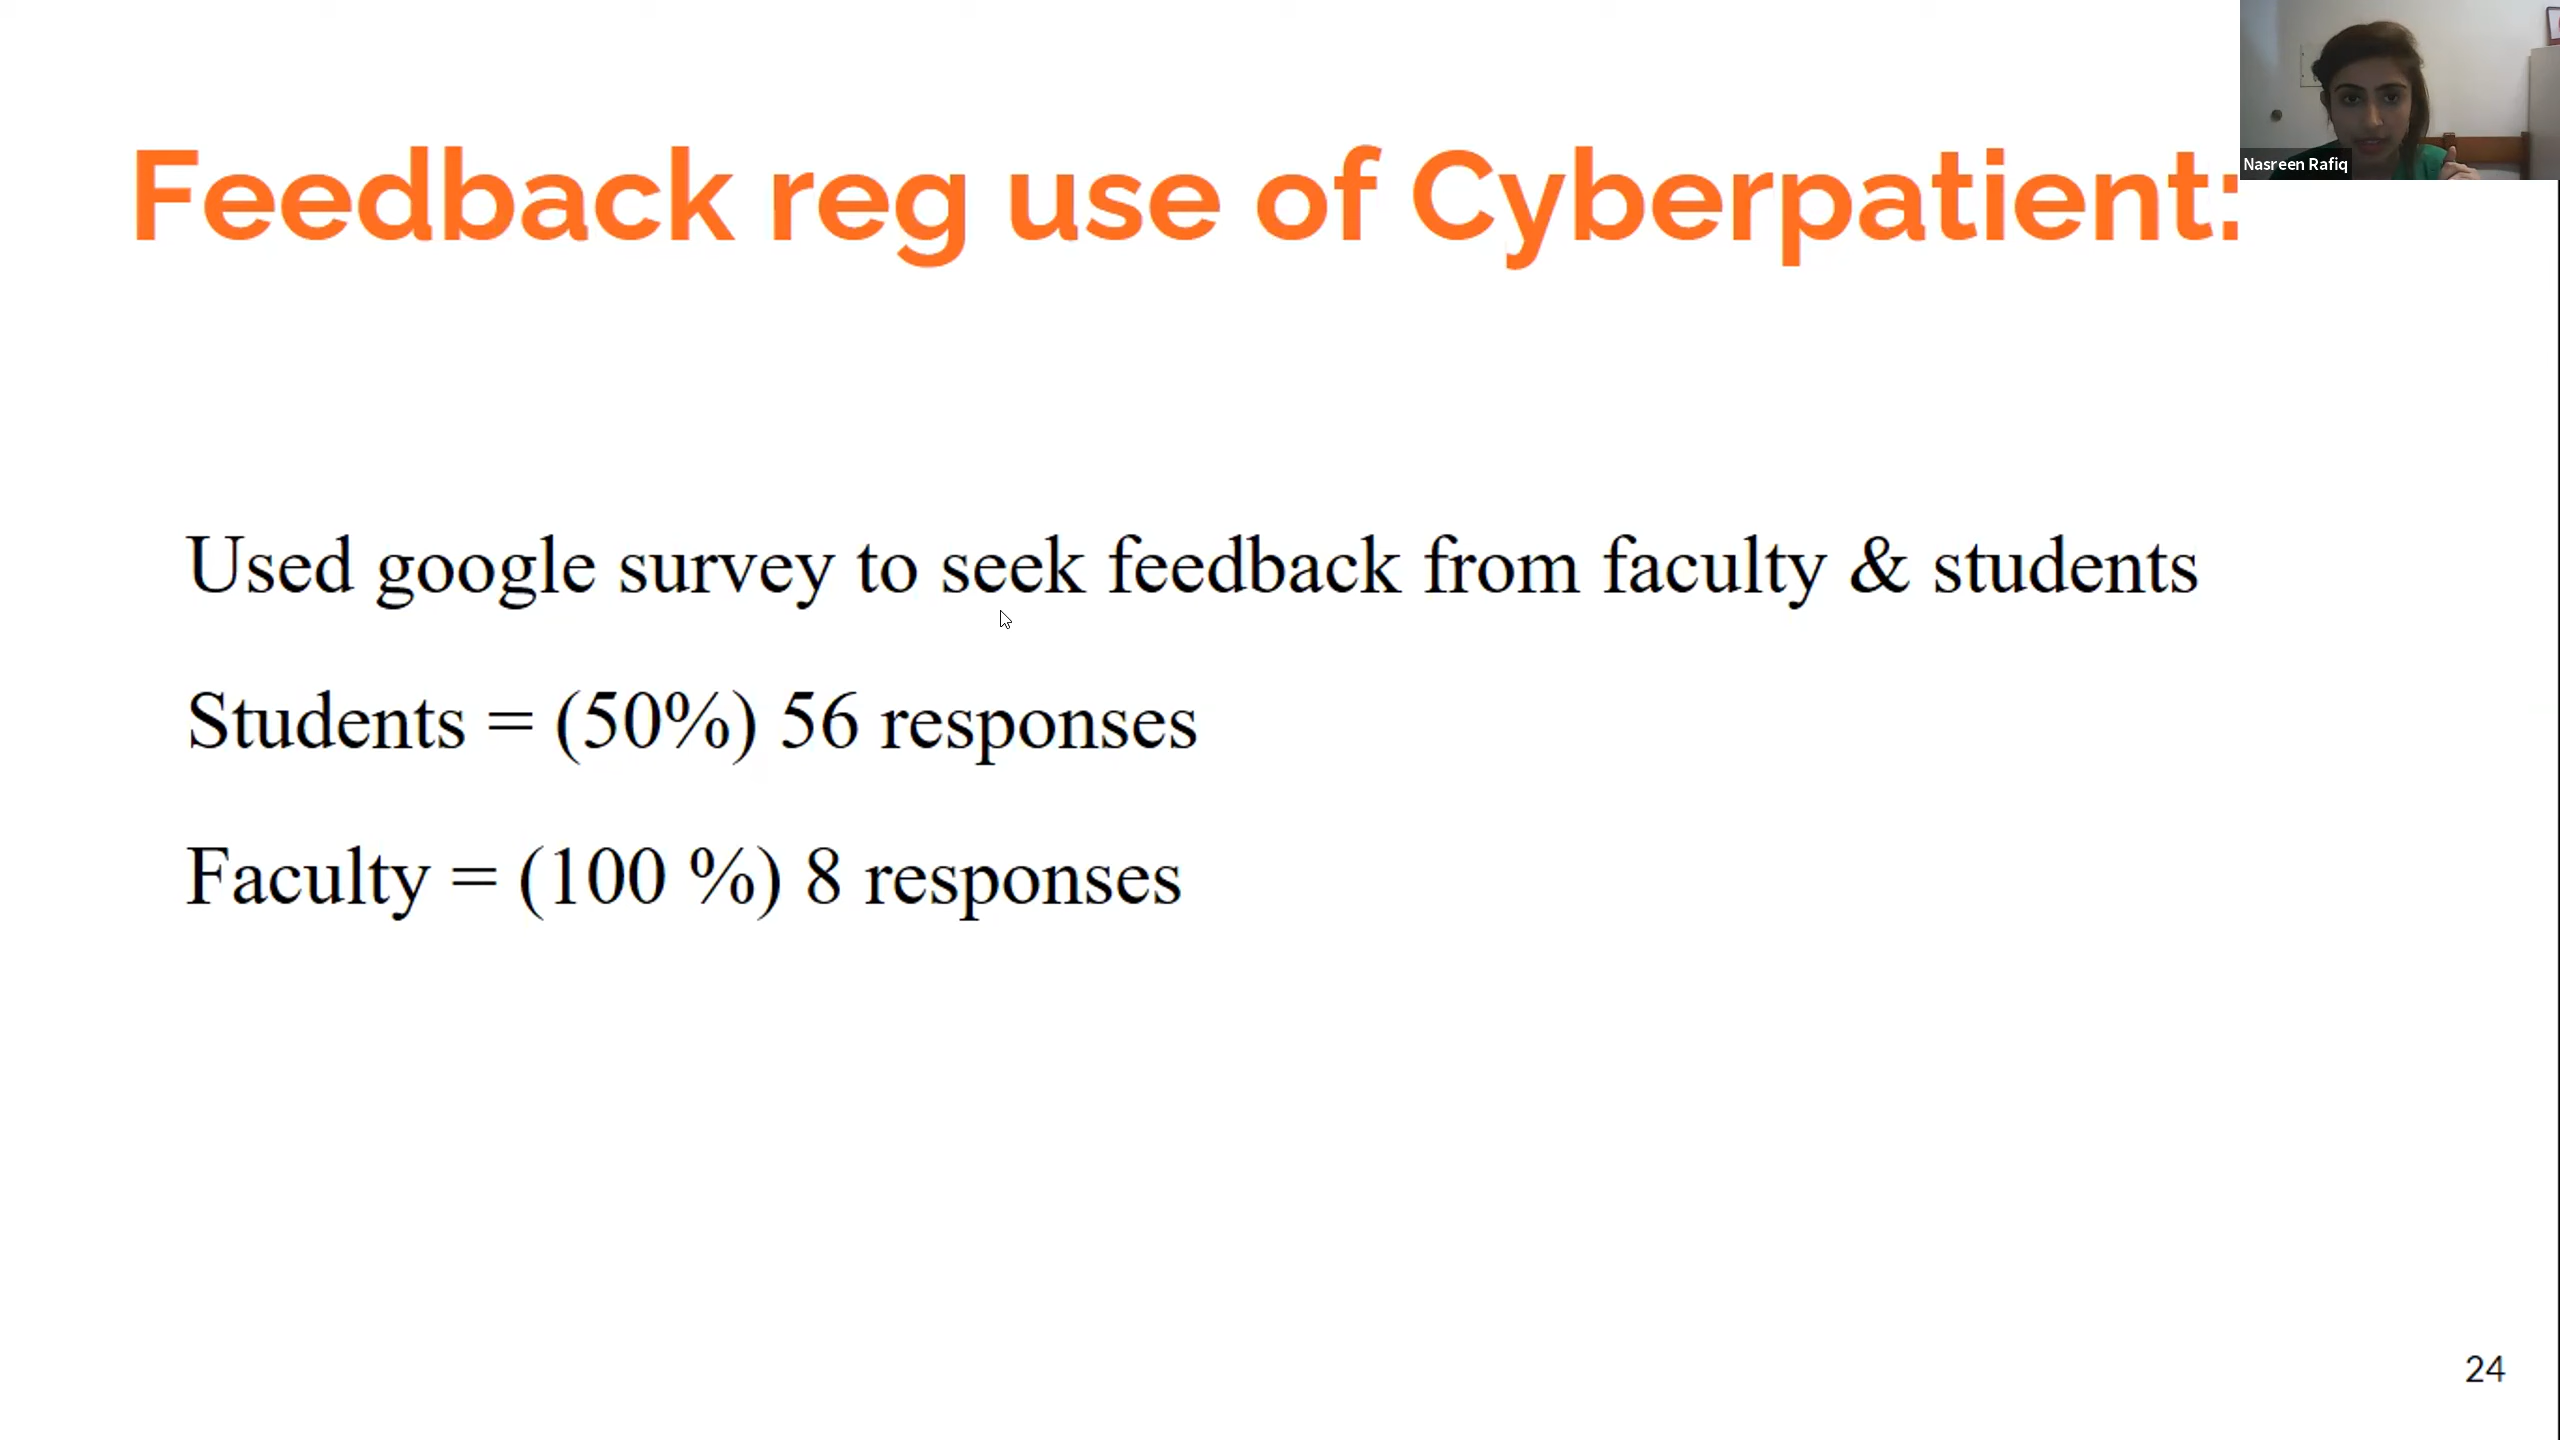 Feedback reg use of Cyberpatient:
Nasreen Rafiq
Used google survey to seek feedback from faculty & students
Students = (50%) 56 responses
Faculty = (100 %) 8 responses
24